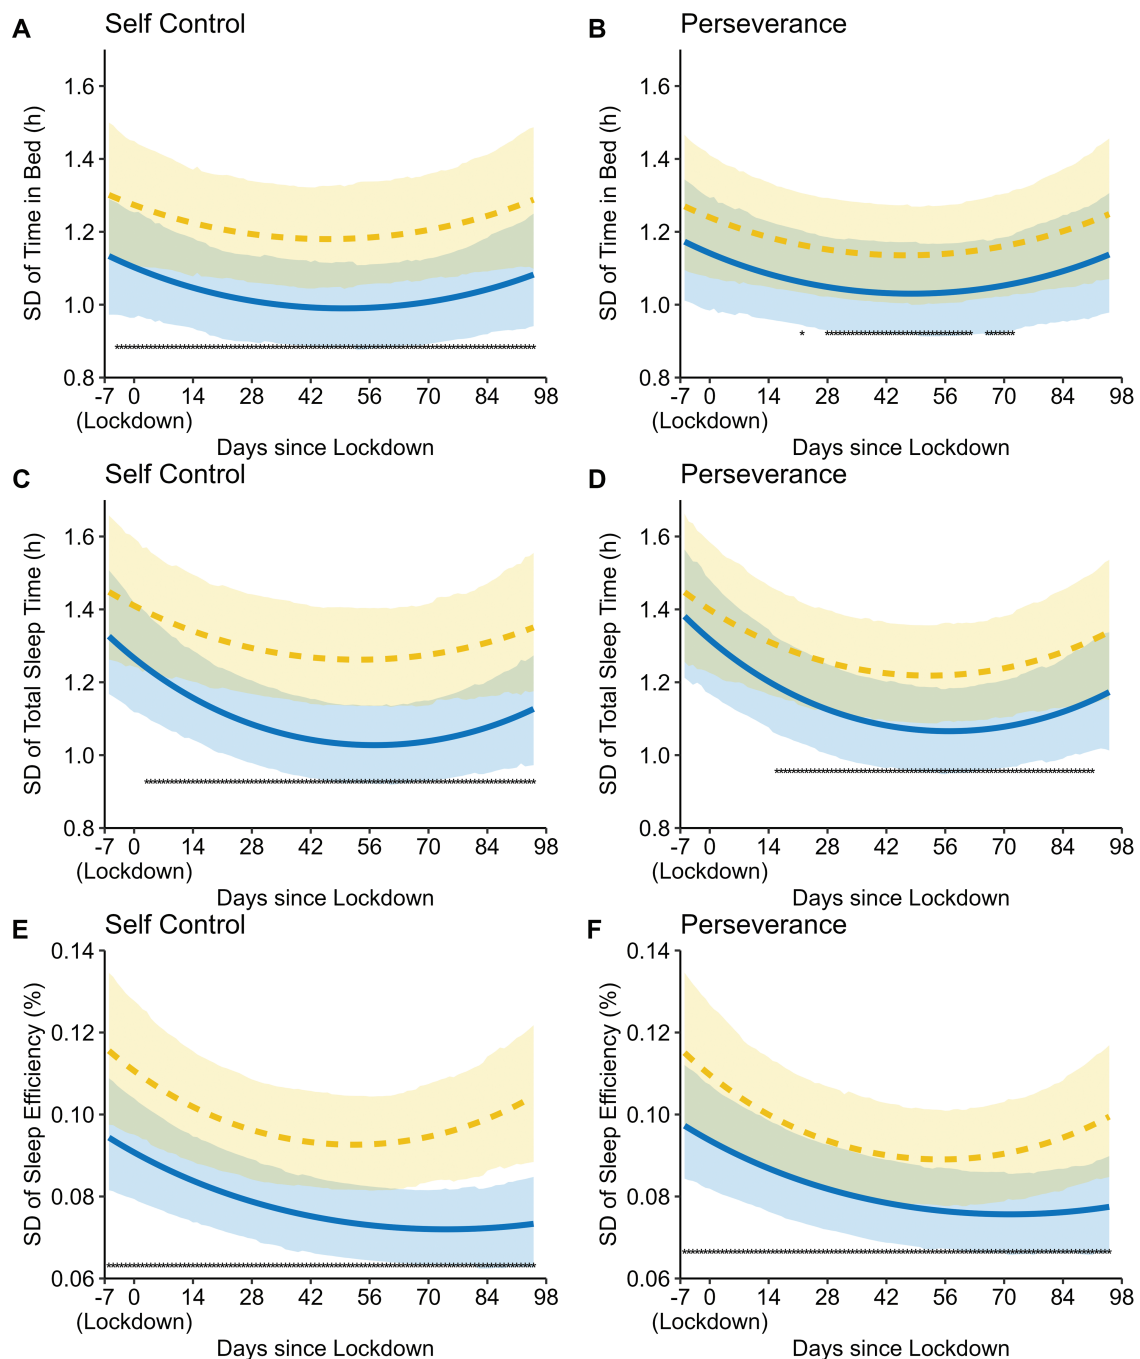 A Self Control
SD of Time in Bed (h)
1.6
1.4
1.2
1.0
0.8
-7 0 14 28 42 56 70 84 98
(Lockdown)
Days since Lockdown
B Perseverance
SD of Time in Bed (h)
1.6
1.4
1.2
1.0
0.8
-7 0 14 28 42 56 70 84 98
(Lockdown)
Days since Lockdown
C Self Control
SD of Total Sleep Time (h)
1.6
1.4
1.2
1.0
0.8
-7 0 14 28 42 56 70 84 98
(Lockdown)
Days since Lockdown
D Perseverance
SD of Total Sleep Time (h)
1.6
1.4
1.2
1.0
0.8
-7 0 14 28 42 56 70 84 98
(Lockdown)
Days since Lockdown
E Self Control
SD of Sleep Efficiency (%)
0.14
0.12
0.10
0.08
0.06
-7 0 14 28 42 56 70 84 98
(Lockdown)
Days since Lockdown
F Perseverance
SD of Sleep Efficiency (%)
0.14
0.12
0.10
0.08
0.06
-7 0 14 28 42 56 70 84 98
(Lockdown)
Days since Lockdown